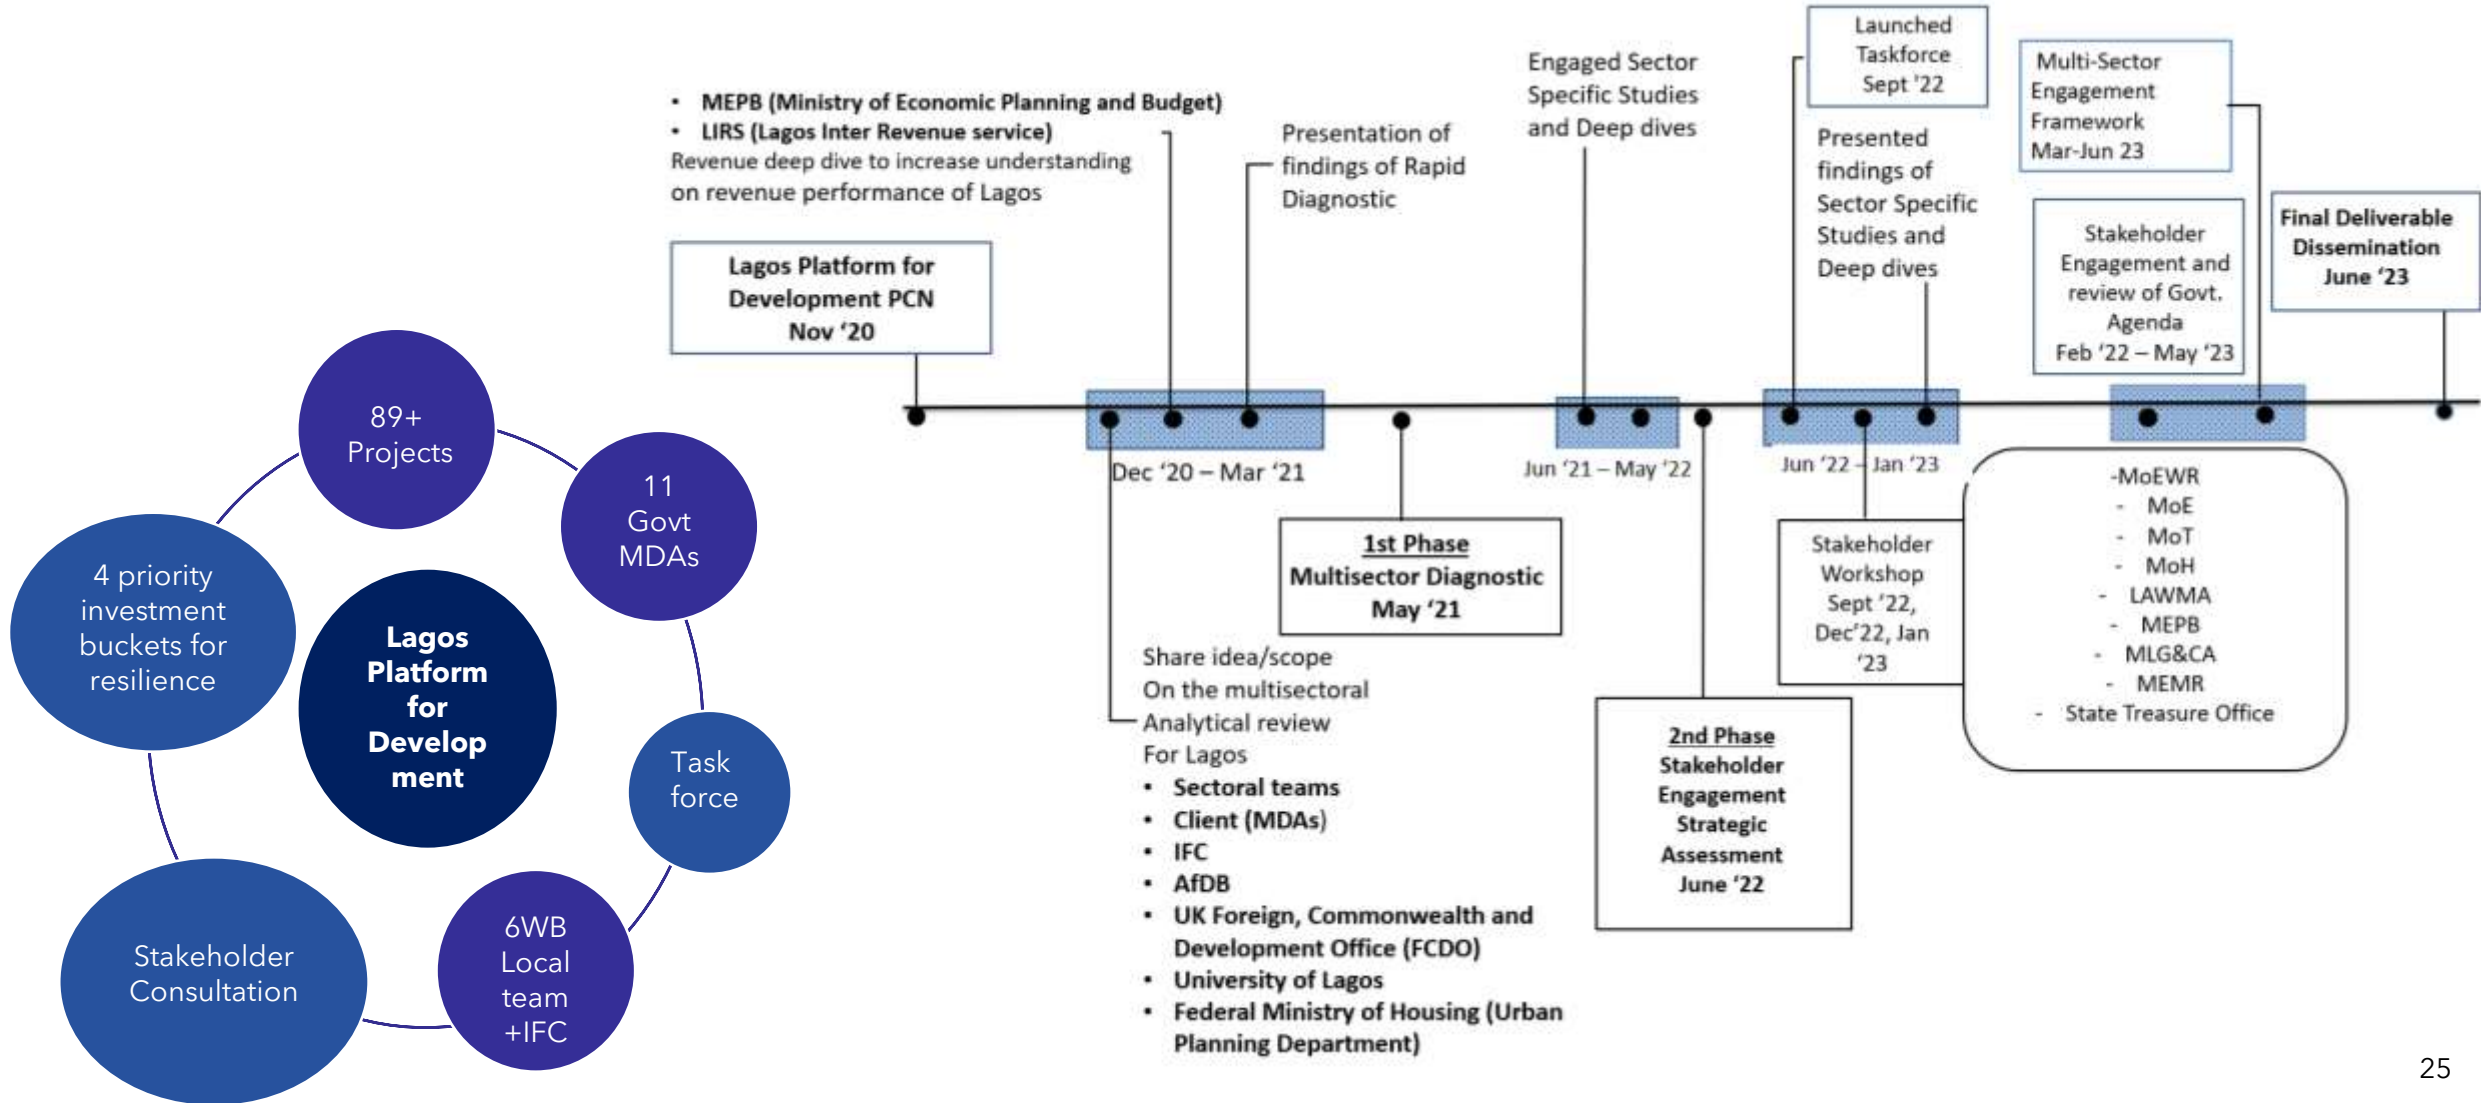 89+
Projects
11
Govt
MDAs
4 priority
investment
buckets for
resilience
Lagos
Platform
for
Develop
ment
Task
force
Stakeholder
Consultation
6WB
Local
team
+IFC
• MEPB (Ministry of Economic Planning and Budget)
• LIRS (Lagos Inter Revenue service)
Revenue deep dive to increase understanding
on revenue performance of Lagos
Lagos Platform for
Development PCN
Nov ‘20
Presentation of
findings of Rapid
Diagnostic
Engaged Sector
Specific Studies
and Deep dives
Launched
Taskforce
Sept ’22
Presented
findings of
Sector Specific
Studies and
Deep dives
Multi-Sector
Engagement
Framework
Mar-Jun 23
Stakeholder
Engagement and
review of Govt.
Agenda
Feb ‘22 – May ‘23
Final Deliverable
Dissemination
June ‘23
Dec ‘20 – Mar ‘21
Jun ‘21 – May ’22
Jun ‘22 – Jan ‘23
1st Phase
Multisector Diagnostic
May ‘21
Share idea/scope
On the multisectoral
Analytical review
For Lagos
• Sectoral teams
• Client (MDAs)
• IFC
• AfDB
• UK Foreign, Commonwealth and
Development Office (FCDO)
• University of Lagos
• Federal Ministry of Housing (Urban
Planning Department)
2nd Phase
Stakeholder
Engagement
Strategic
Assessment
June ‘22
Stakeholder
Workshop
Sept ‘22,
Dec’22, Jan
‘23
-MoEWR
- MoE
- MoT
- MoH
- LAWMA
- MEPB
- MLG&CA
- MEMR
- State Treasure Office
25